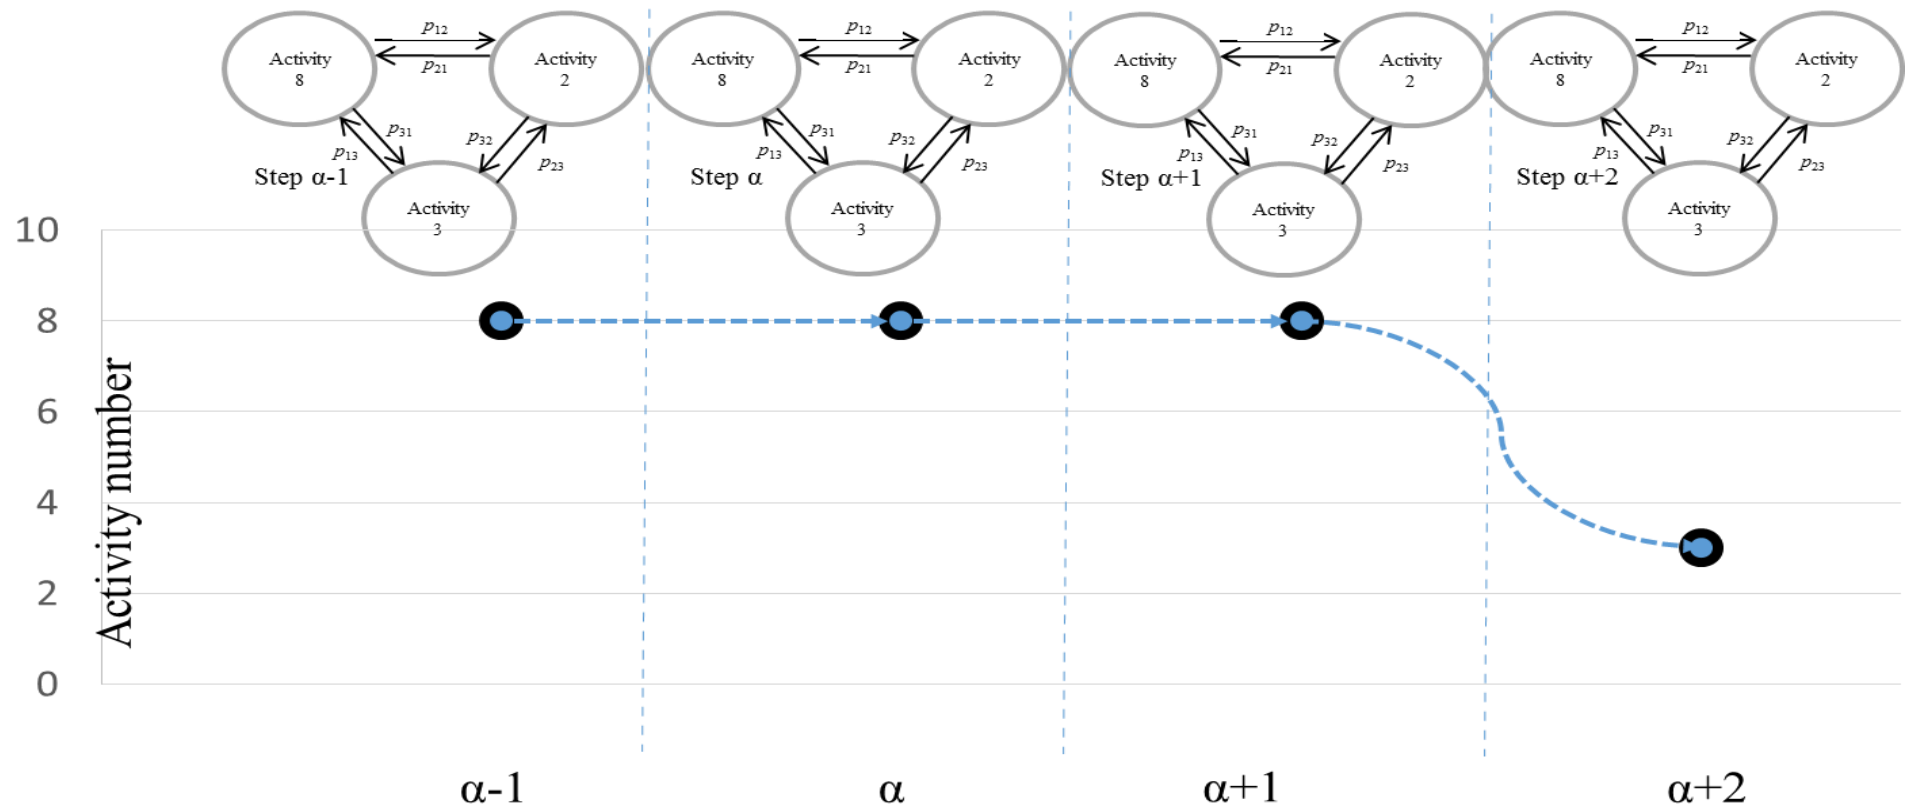 Activity
8
p12
p21
Activity
2
p31
p13
p32
p23
Step α-1
Activity
3
Activity
8
p12
p21
Activity
2
p31
p13
p32
p23
Step α
Activity
3
Activity
8
p12
p21
Activity
2
p31
p13
p32
p23
Step α+1
Activity
3
Activity
8
p12
p21
Activity
2
p31
p13
p32
p23
Step α+2
Activity
3
10
8
6
4
2
0
Activity number
α-1
α
α+1
α+2